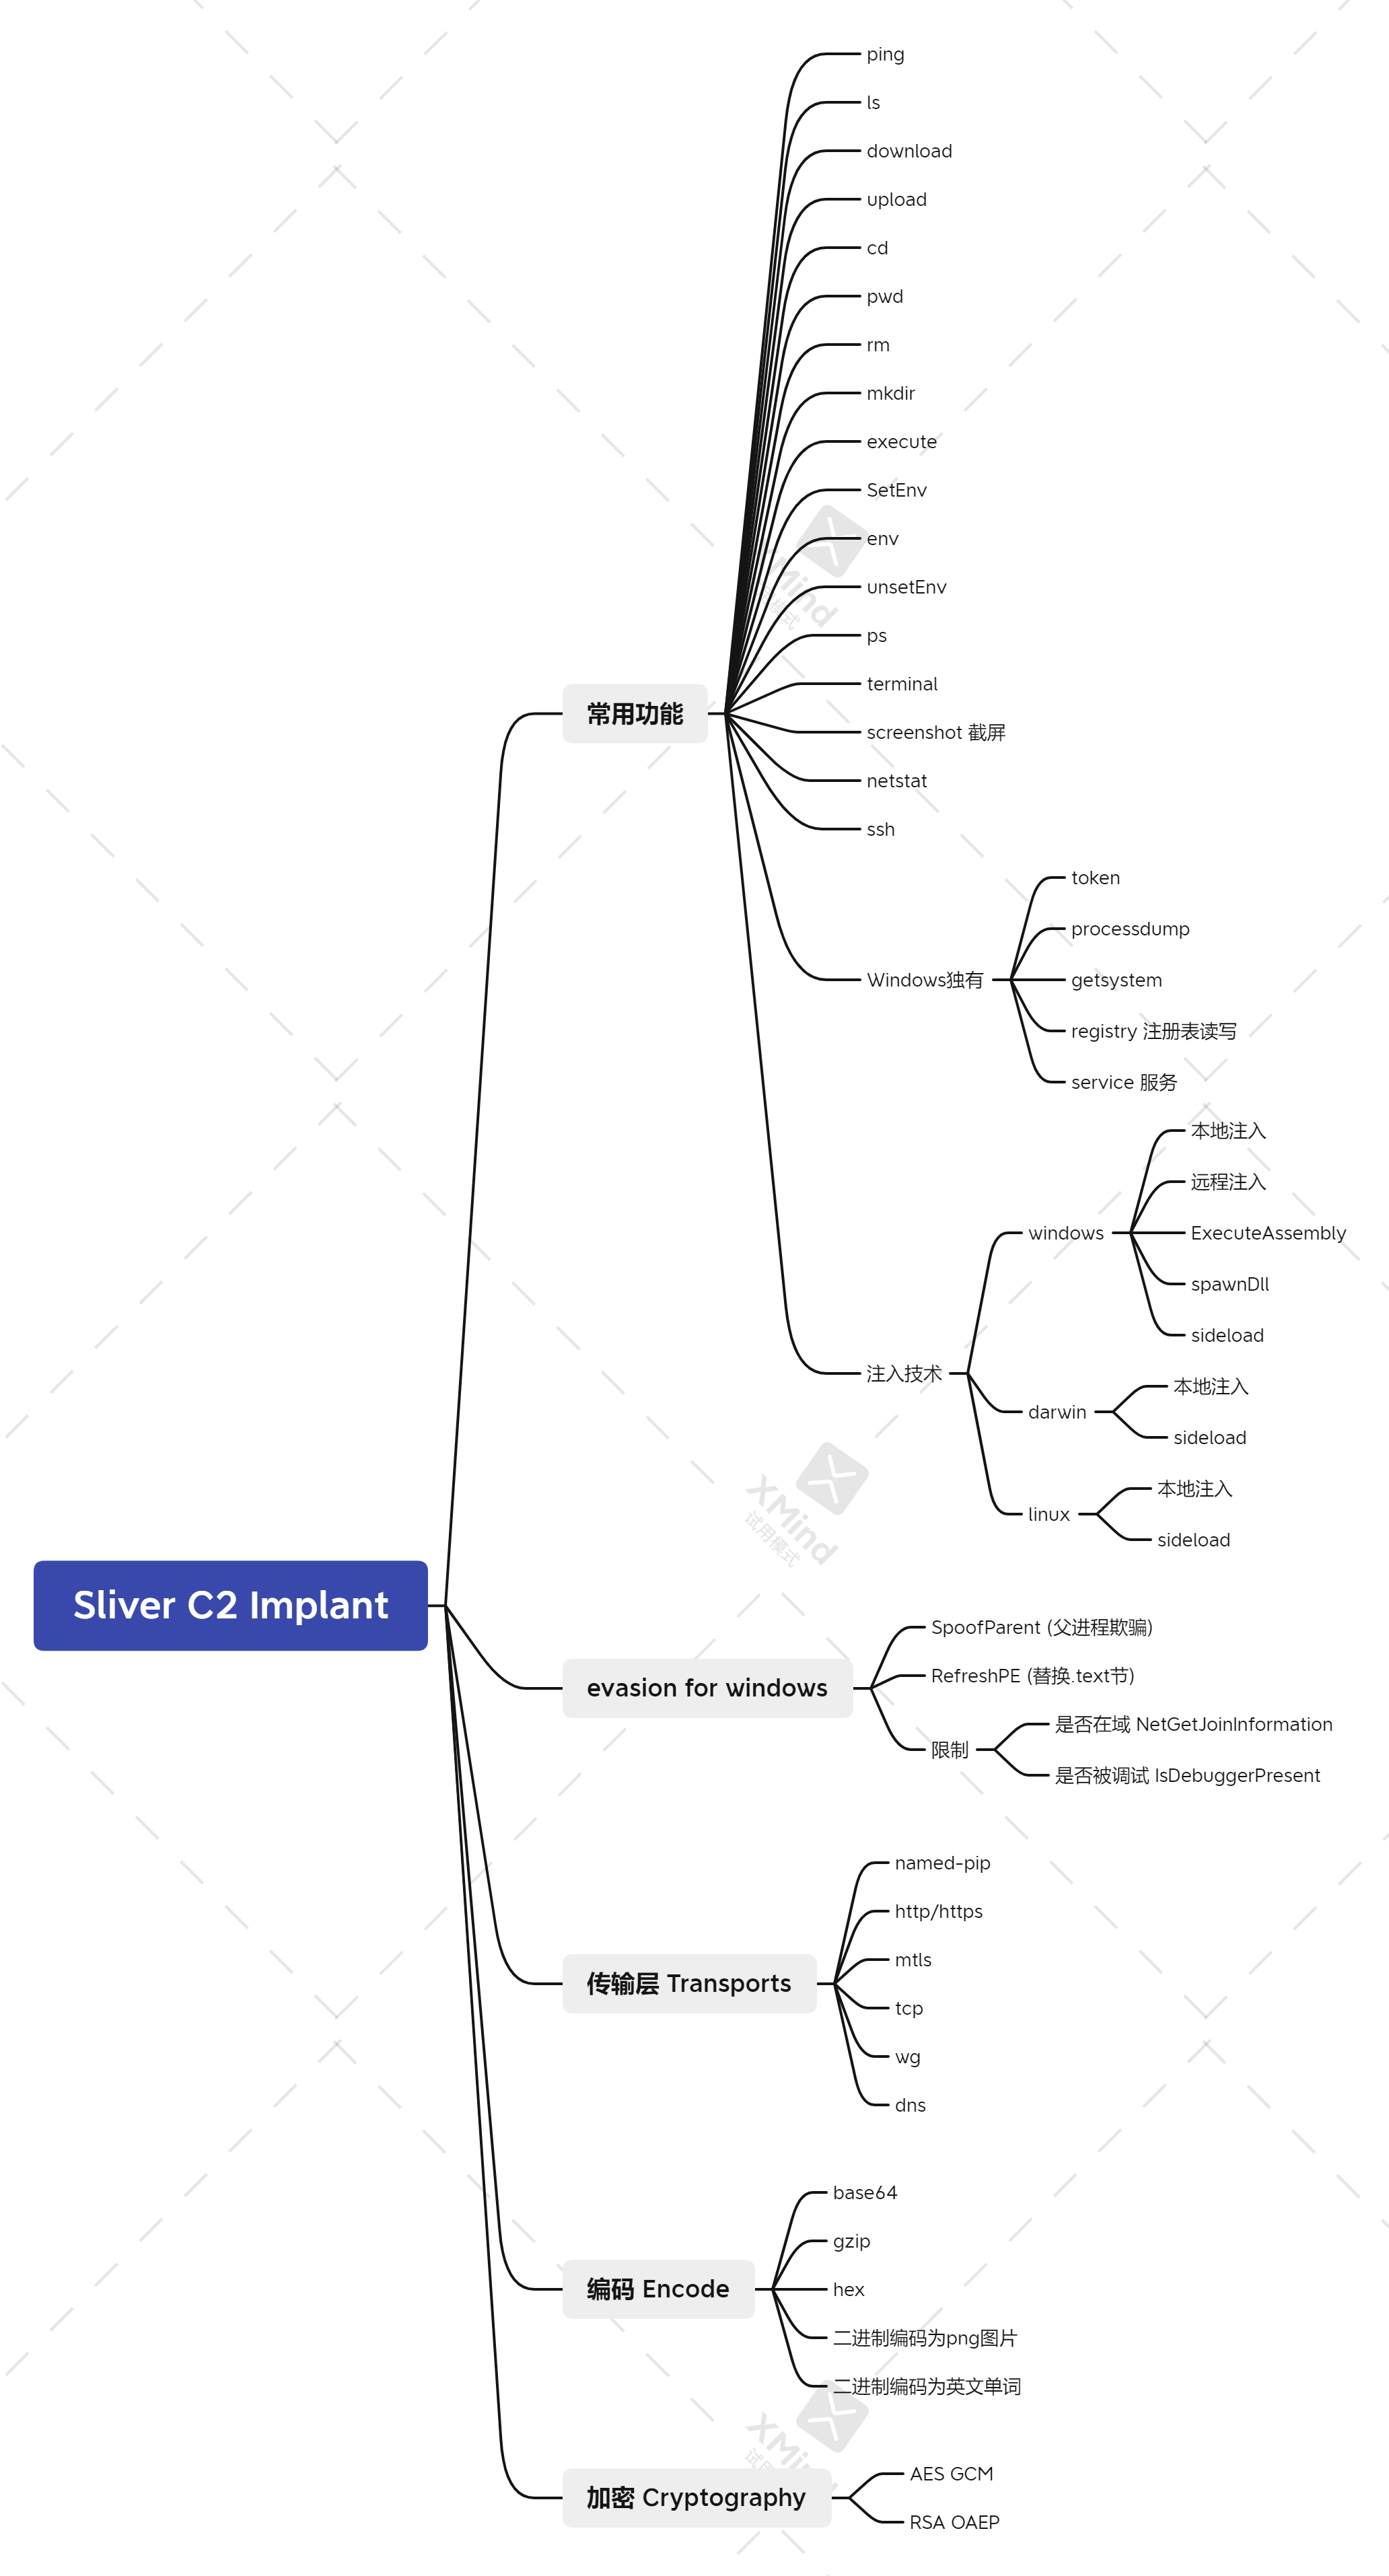 ping
ls
download
upload
cd
pwd
rm
mkdir
execute
SetEnv
env
unsetEnv
ps
terminal
常用功能
screenshot 截屏
netstat
ssh
token
processdump
Windows独有
getsystem
registry 注册表读写
service 服务
本地注入
远程注入
windows
ExecuteAssembly
spawnDll
sideload
注入技术
本地注入
darwin
sideload
本地注入
linux
sideload
Sliver C2 Implant
SpoofParent (父进程欺骗)
evasion for windows
RefreshPE (替换.text节)
限制
是否在域 NetGetJoinInformation
是否被调试 IsDebuggerPresent
named-pip
http/https
mtls
传输层 Transports
tcp
wg
dns
base64
gzip
编码 Encode
hex
二进制编码为png图片
二进制编码为英文单词
加密 Cryptography
AES GCM
RSA OAEP
XMind
试用模式